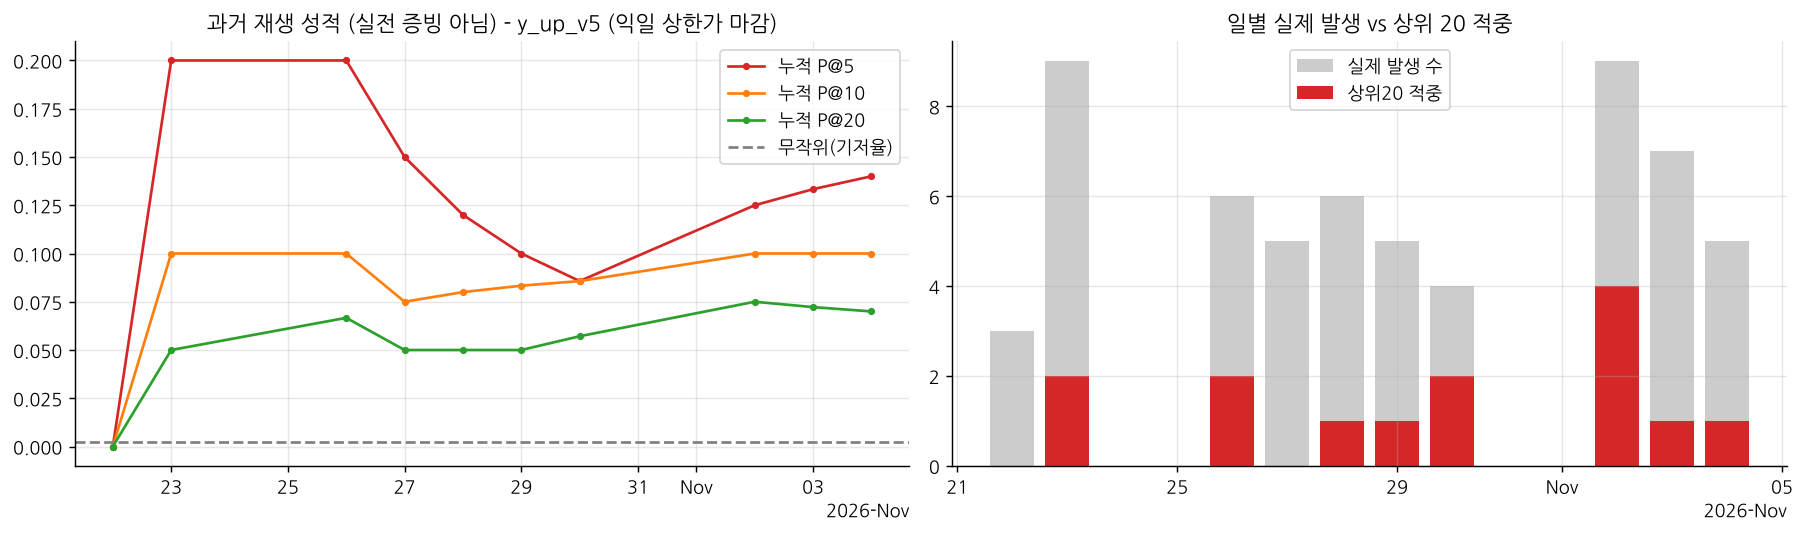 과거 재생 성적 (실전 증빙 아님) - y_up_v5 (익일 상한가 마감)
0.200
0.175
0.150
0.125
0.100
0.075
0.050
0.025
0.000
누적 P@5
누적 P@10
누적 P@20
무작위(기저율)
23 25 27 29 31 Nov 03
2026-Nov
일별 실제 발생 vs 상위 20 적중
8
6
4
2
0
실제 발생 수
상위20 적중
21 25 29 Nov 05
2026-Nov